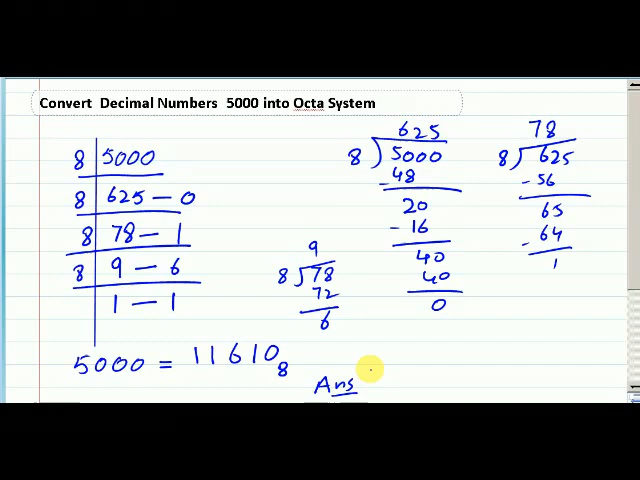 Convert Decimal Numbers 5000 into Octa System
8 5000
8 625 — 0
8 78 — 1
8 9 — 6
1 — 1
5000 = 11610₈
625
8 ) 5000
- 48
20
- 16
40
40
0
78
8 ) 625
- 56
65
- 64
1
9
8 ) 78
72
6
Ans